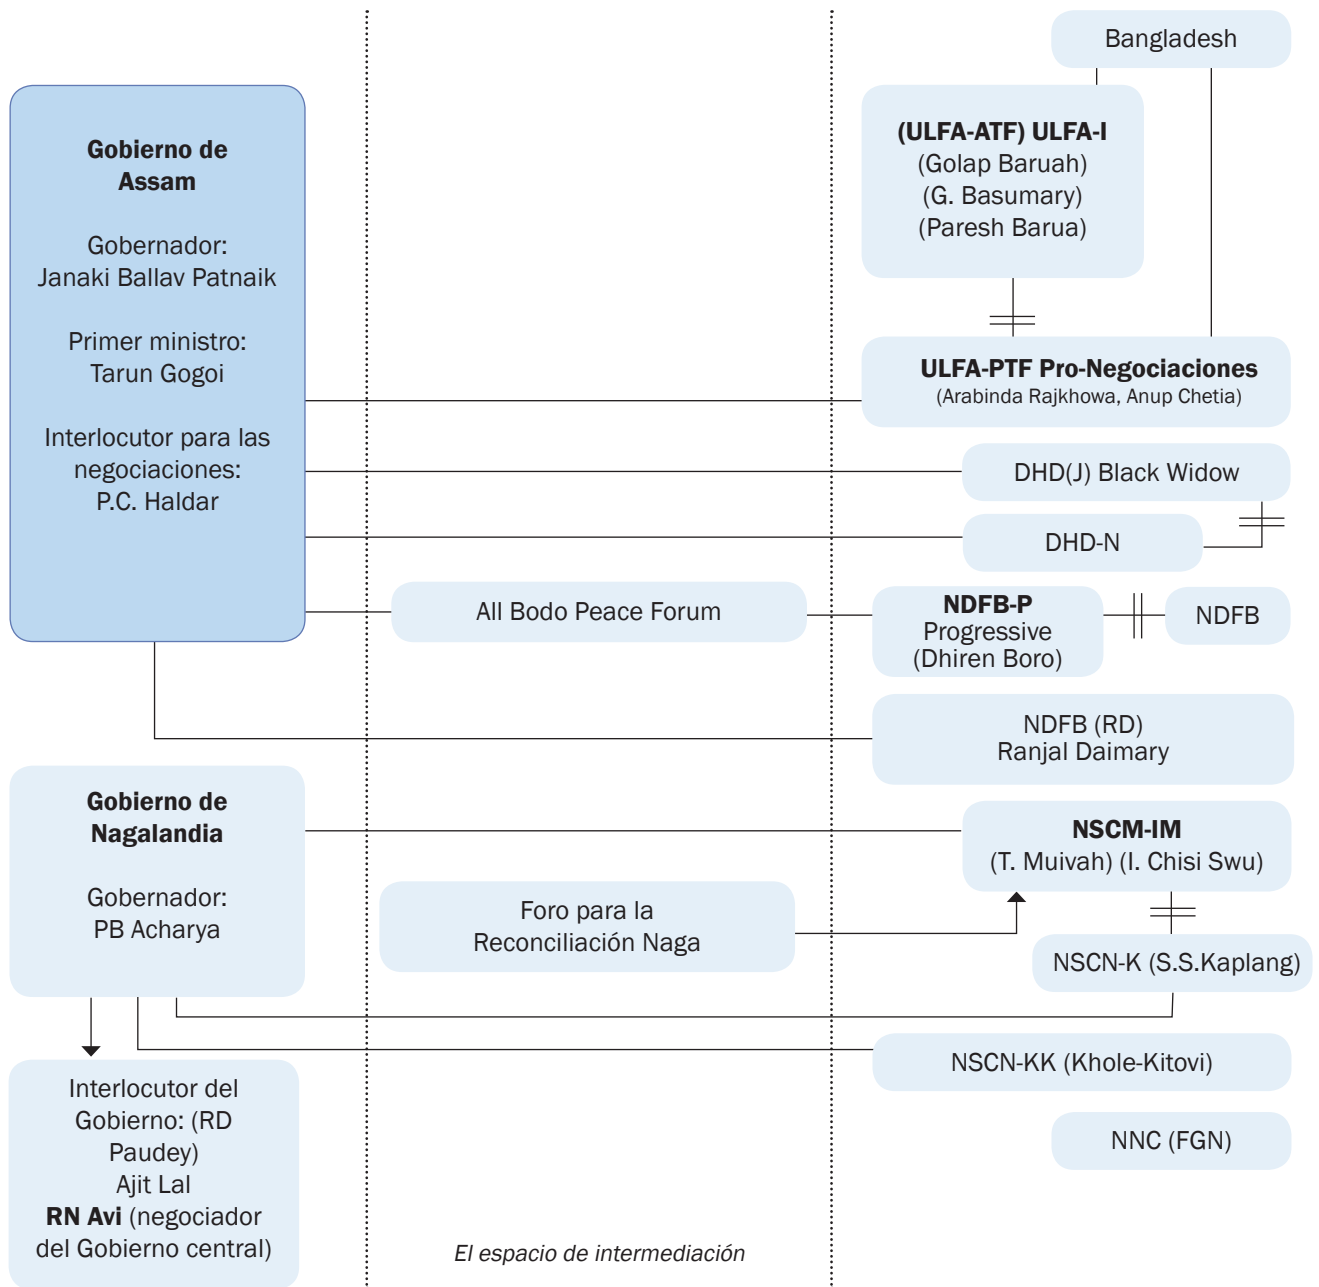 Bangladesh
Gobierno de
Assam
Gobernador:
Janaki Ballav Patnaik
Primer ministro:
Tarun Gogoi
Interlocutor para las
negociaciones:
P.C. Haldar
(ULFA-ATF) ULFA-I
(Golap Baruah)
(G. Basumary)
(Paresh Barua)
ULFA-PTF Pro-Negociaciones
(Arabinda Rajkhowa, Anup Chetia)
DHD(J) Black Widow
DHD-N
All Bodo Peace Forum
NDFB-P
Progressive
(Dhiren Boro)
NDFB
NDFB (RD)
Ranjal Daimary
Gobierno de
Nagalandia
Gobernador:
PB Acharya
NSCM-IM
(T. Muivah) (I. Chisi Swu)
Foro para la
Reconciliación Naga
NSCN-K (S.S.Kaplang)
NSCN-KK (Khole-Kitovi)
NNC (FGN)
Interlocutor del
Gobierno: (RD
Paudey)
Ajit Lal
RN Avi (negociador
del Gobierno central)
El espacio de intermediación